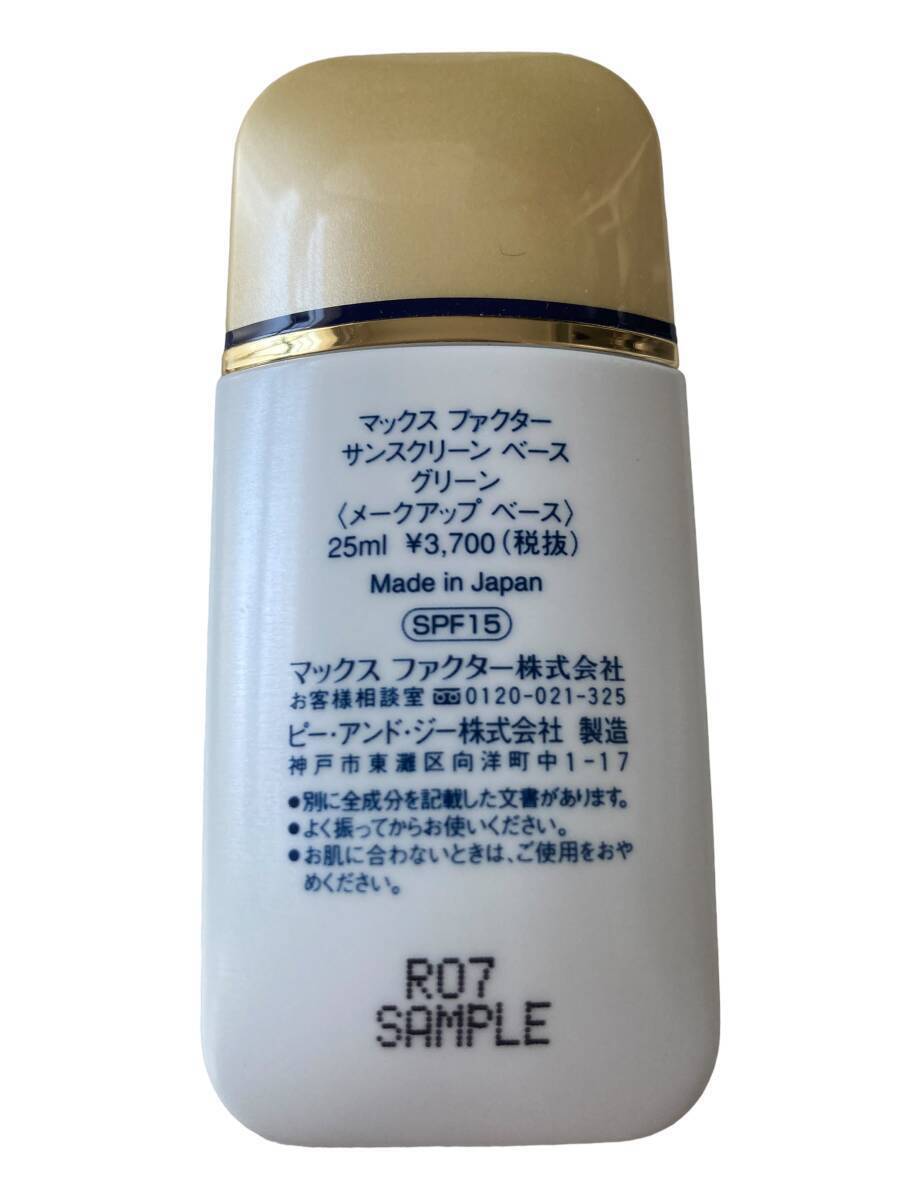 マックス ファクター
サンスクリーン ベース
グリーン
〈メークアップ ベース〉
25ml ¥3,700(税抜)
Made in Japan
SPF15
マックス ファクター株式会社
お客様相談室 0120-021-325
ピー・アンド・ジー株式会社 製造
神戸市東灘区向洋町中1-17
●別に全成分を記載した文書があります。
●よく振ってからお使いください。
●お肌に合わないときは、ご使用をおや
めください。
R07
SAMPLE